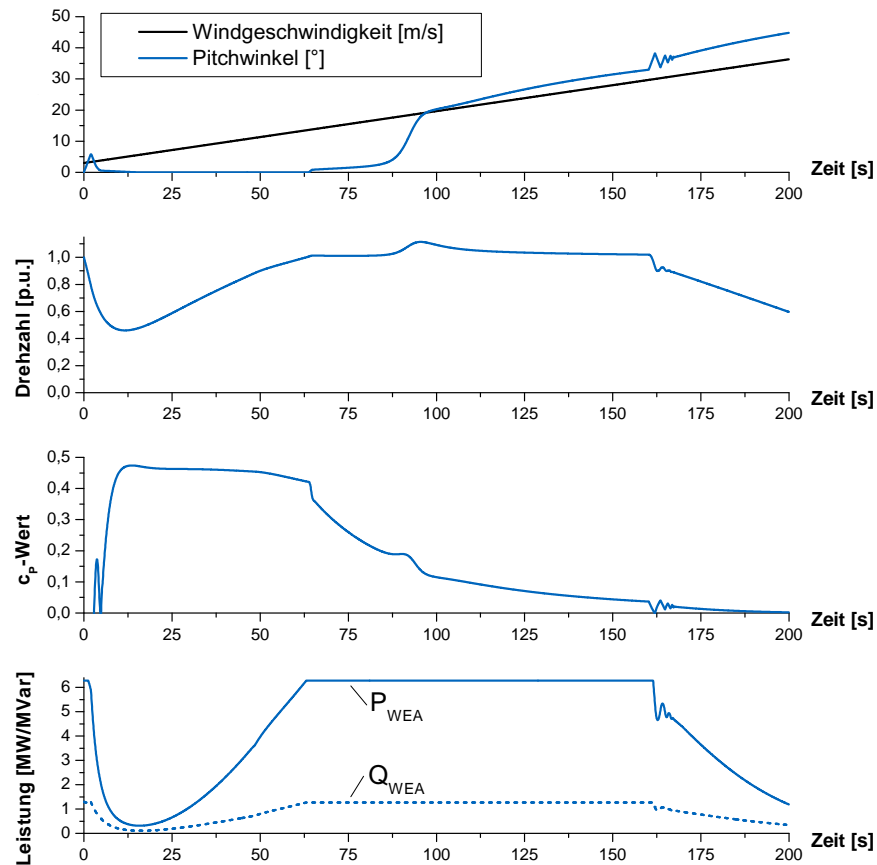 Windgeschwindigkeit [m/s]
Pitchwinkel [°]
50
40
30
20
10
0
0 25 50 75 100 125 150 175 200
Zeit [s]
Drehzahl [p.u.]
1,0
0,8
0,6
0,4
0,2
0,0
0 25 50 75 100 125 150 175 200
Zeit [s]
cP-Wert
0,5
0,4
0,3
0,2
0,1
0,0
0 25 50 75 100 125 150 175 200
Zeit [s]
Leistung [MW/MVar]
6
5
4
3
2
1
0
PWEA
QWEA
0 25 50 75 100 125 150 175 200
Zeit [s]